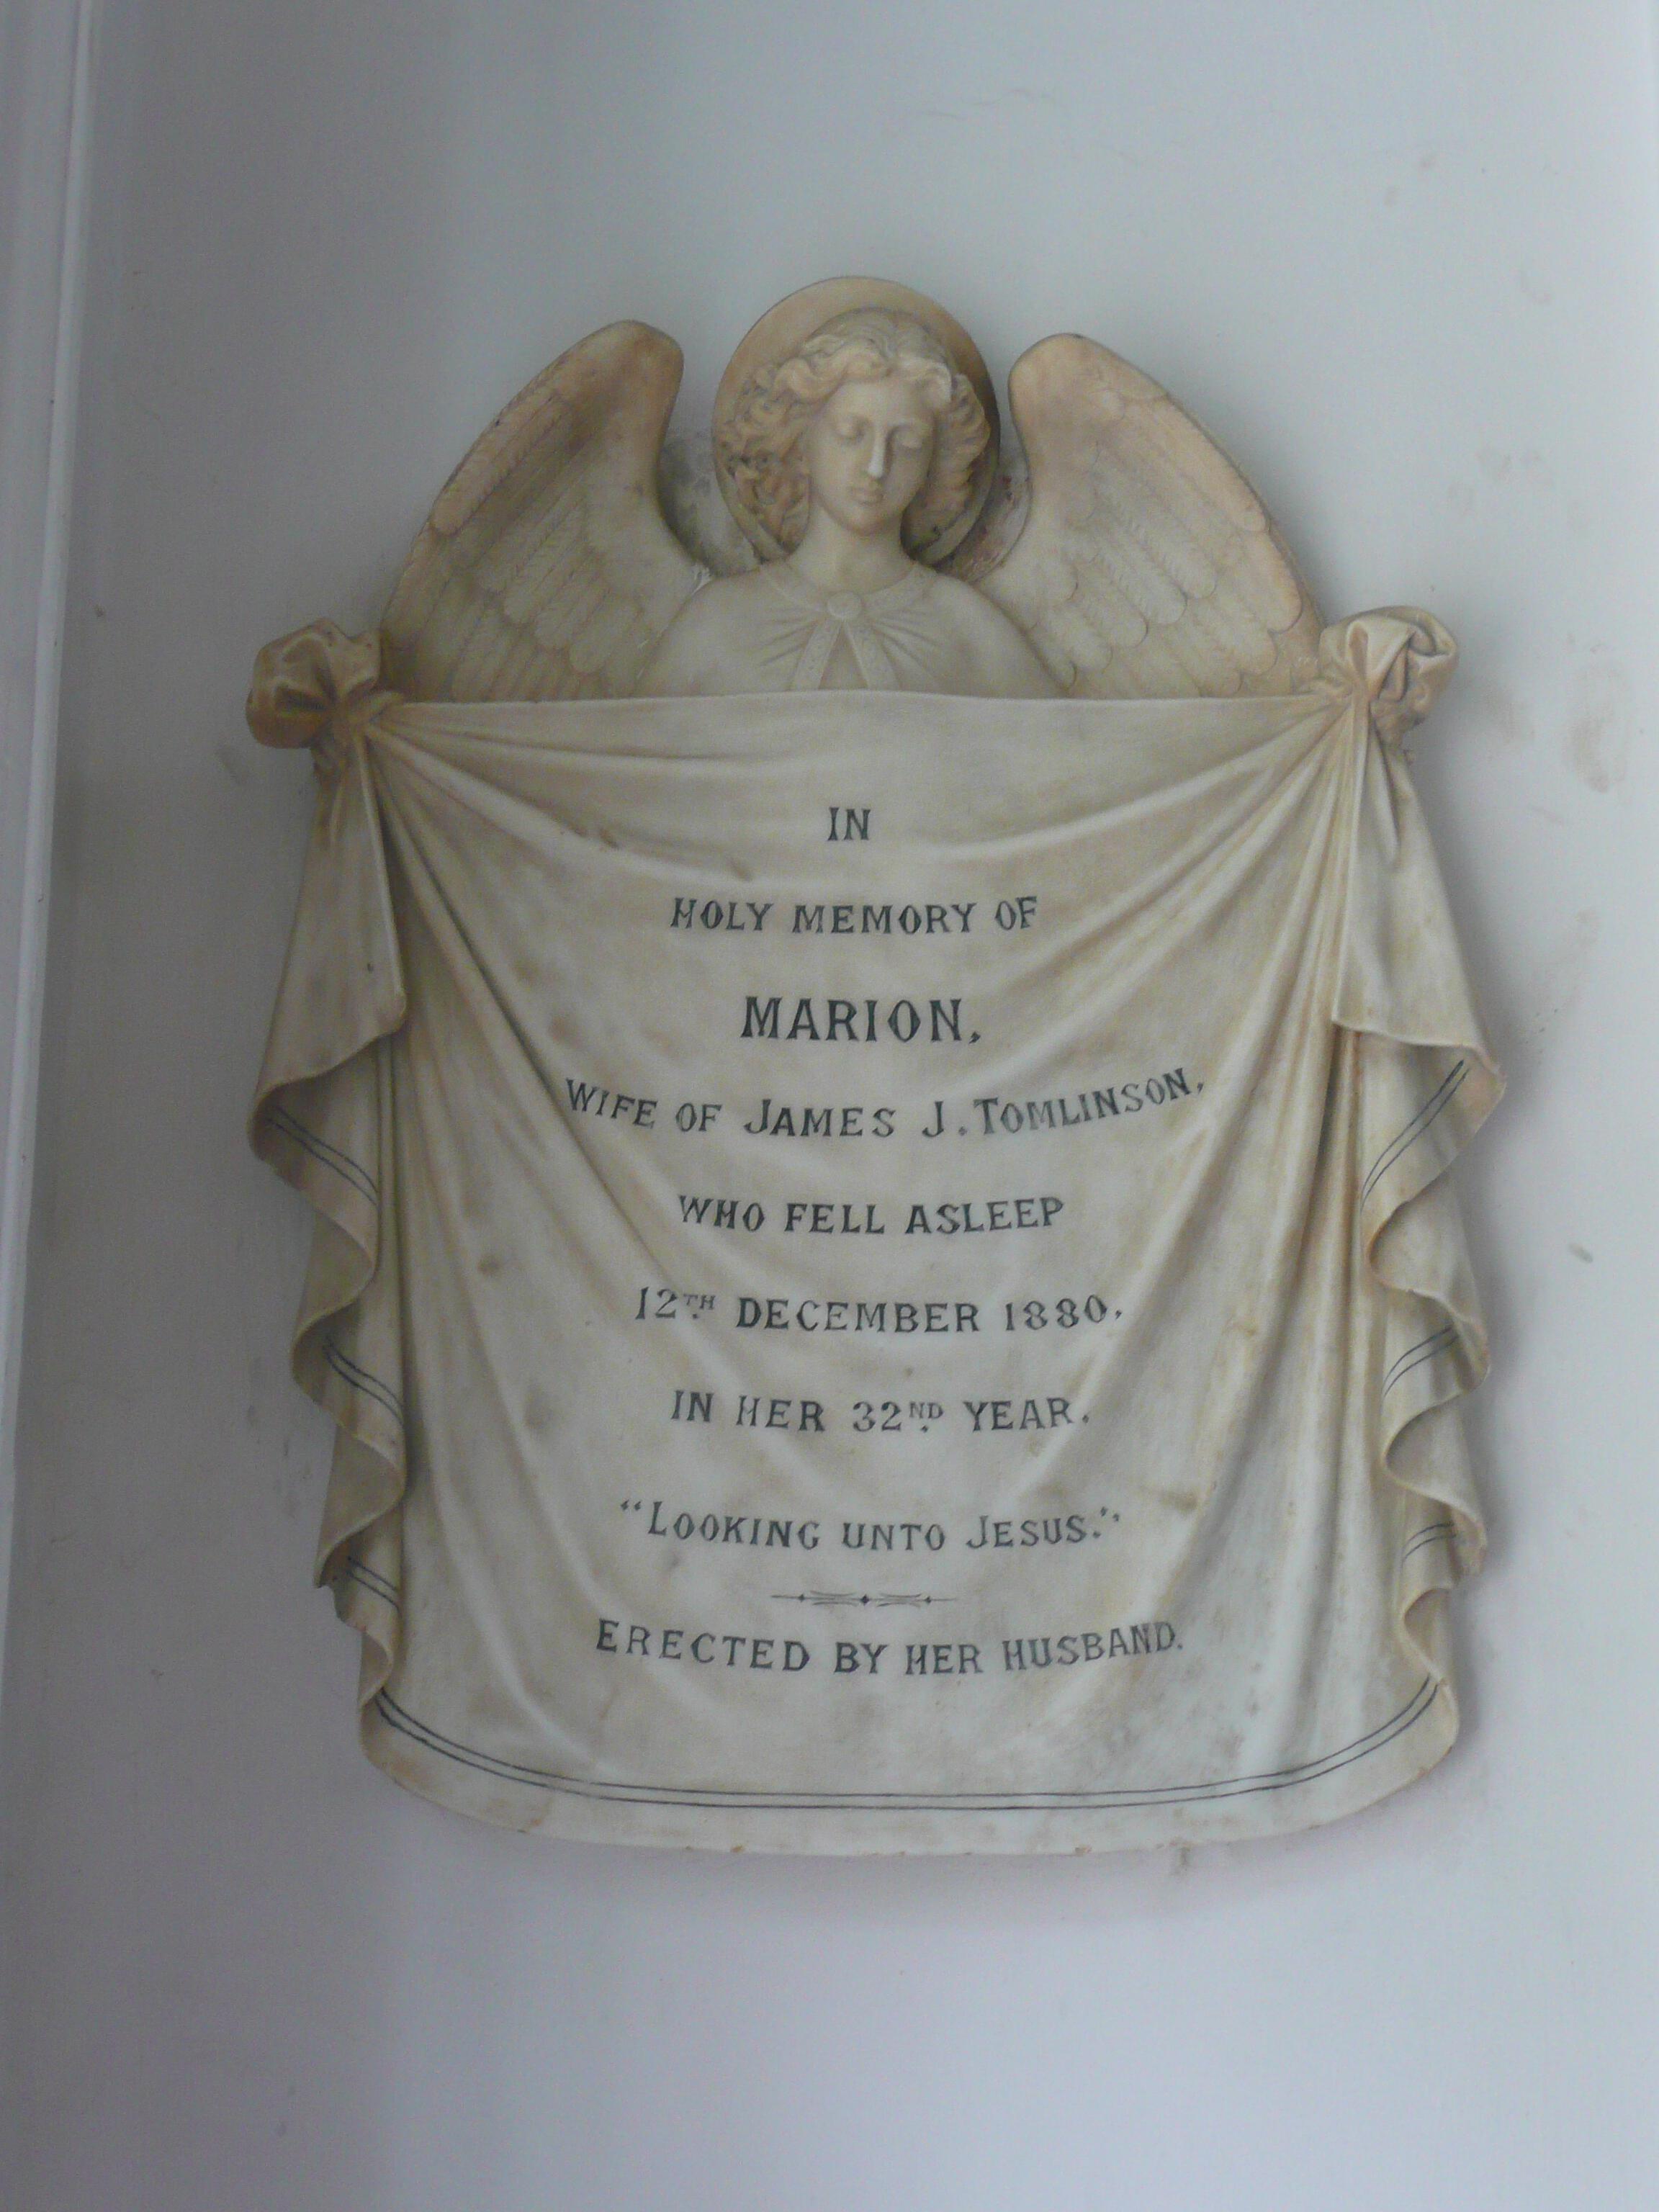 IN
HOLY MEMORY OF
MARION,
WIFE OF JAMES J. TOMLINSON,
WHO FELL ASLEEP
12TH DECEMBER 1880.
IN HER 32ND YEAR.
"LOOKING UNTO JESUS."
ERECTED BY HER HUSBAND.